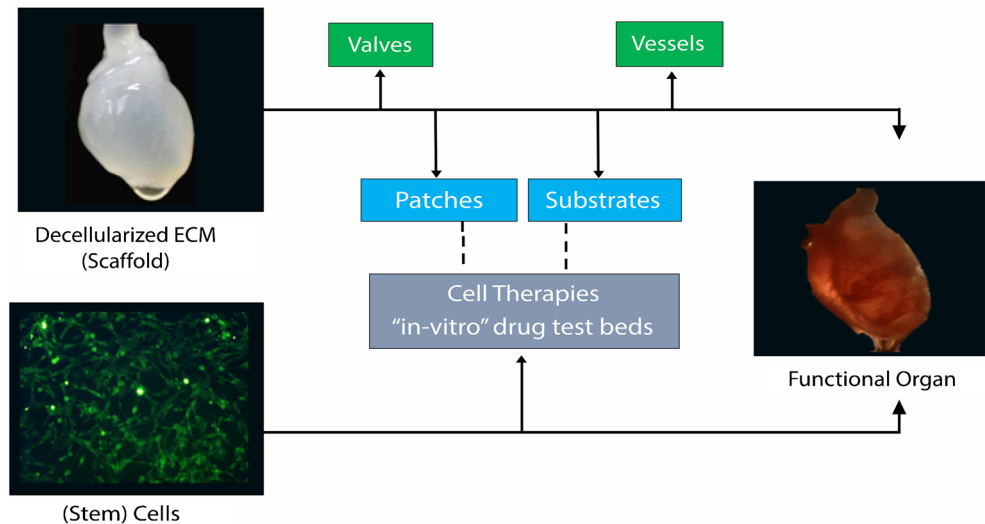 Valves
Vessels
Patches
Substrates
Decellularized ECM
(Scaffold)
Cell Therapies
“in-vitro” drug test beds
Functional Organ
(Stem) Cells